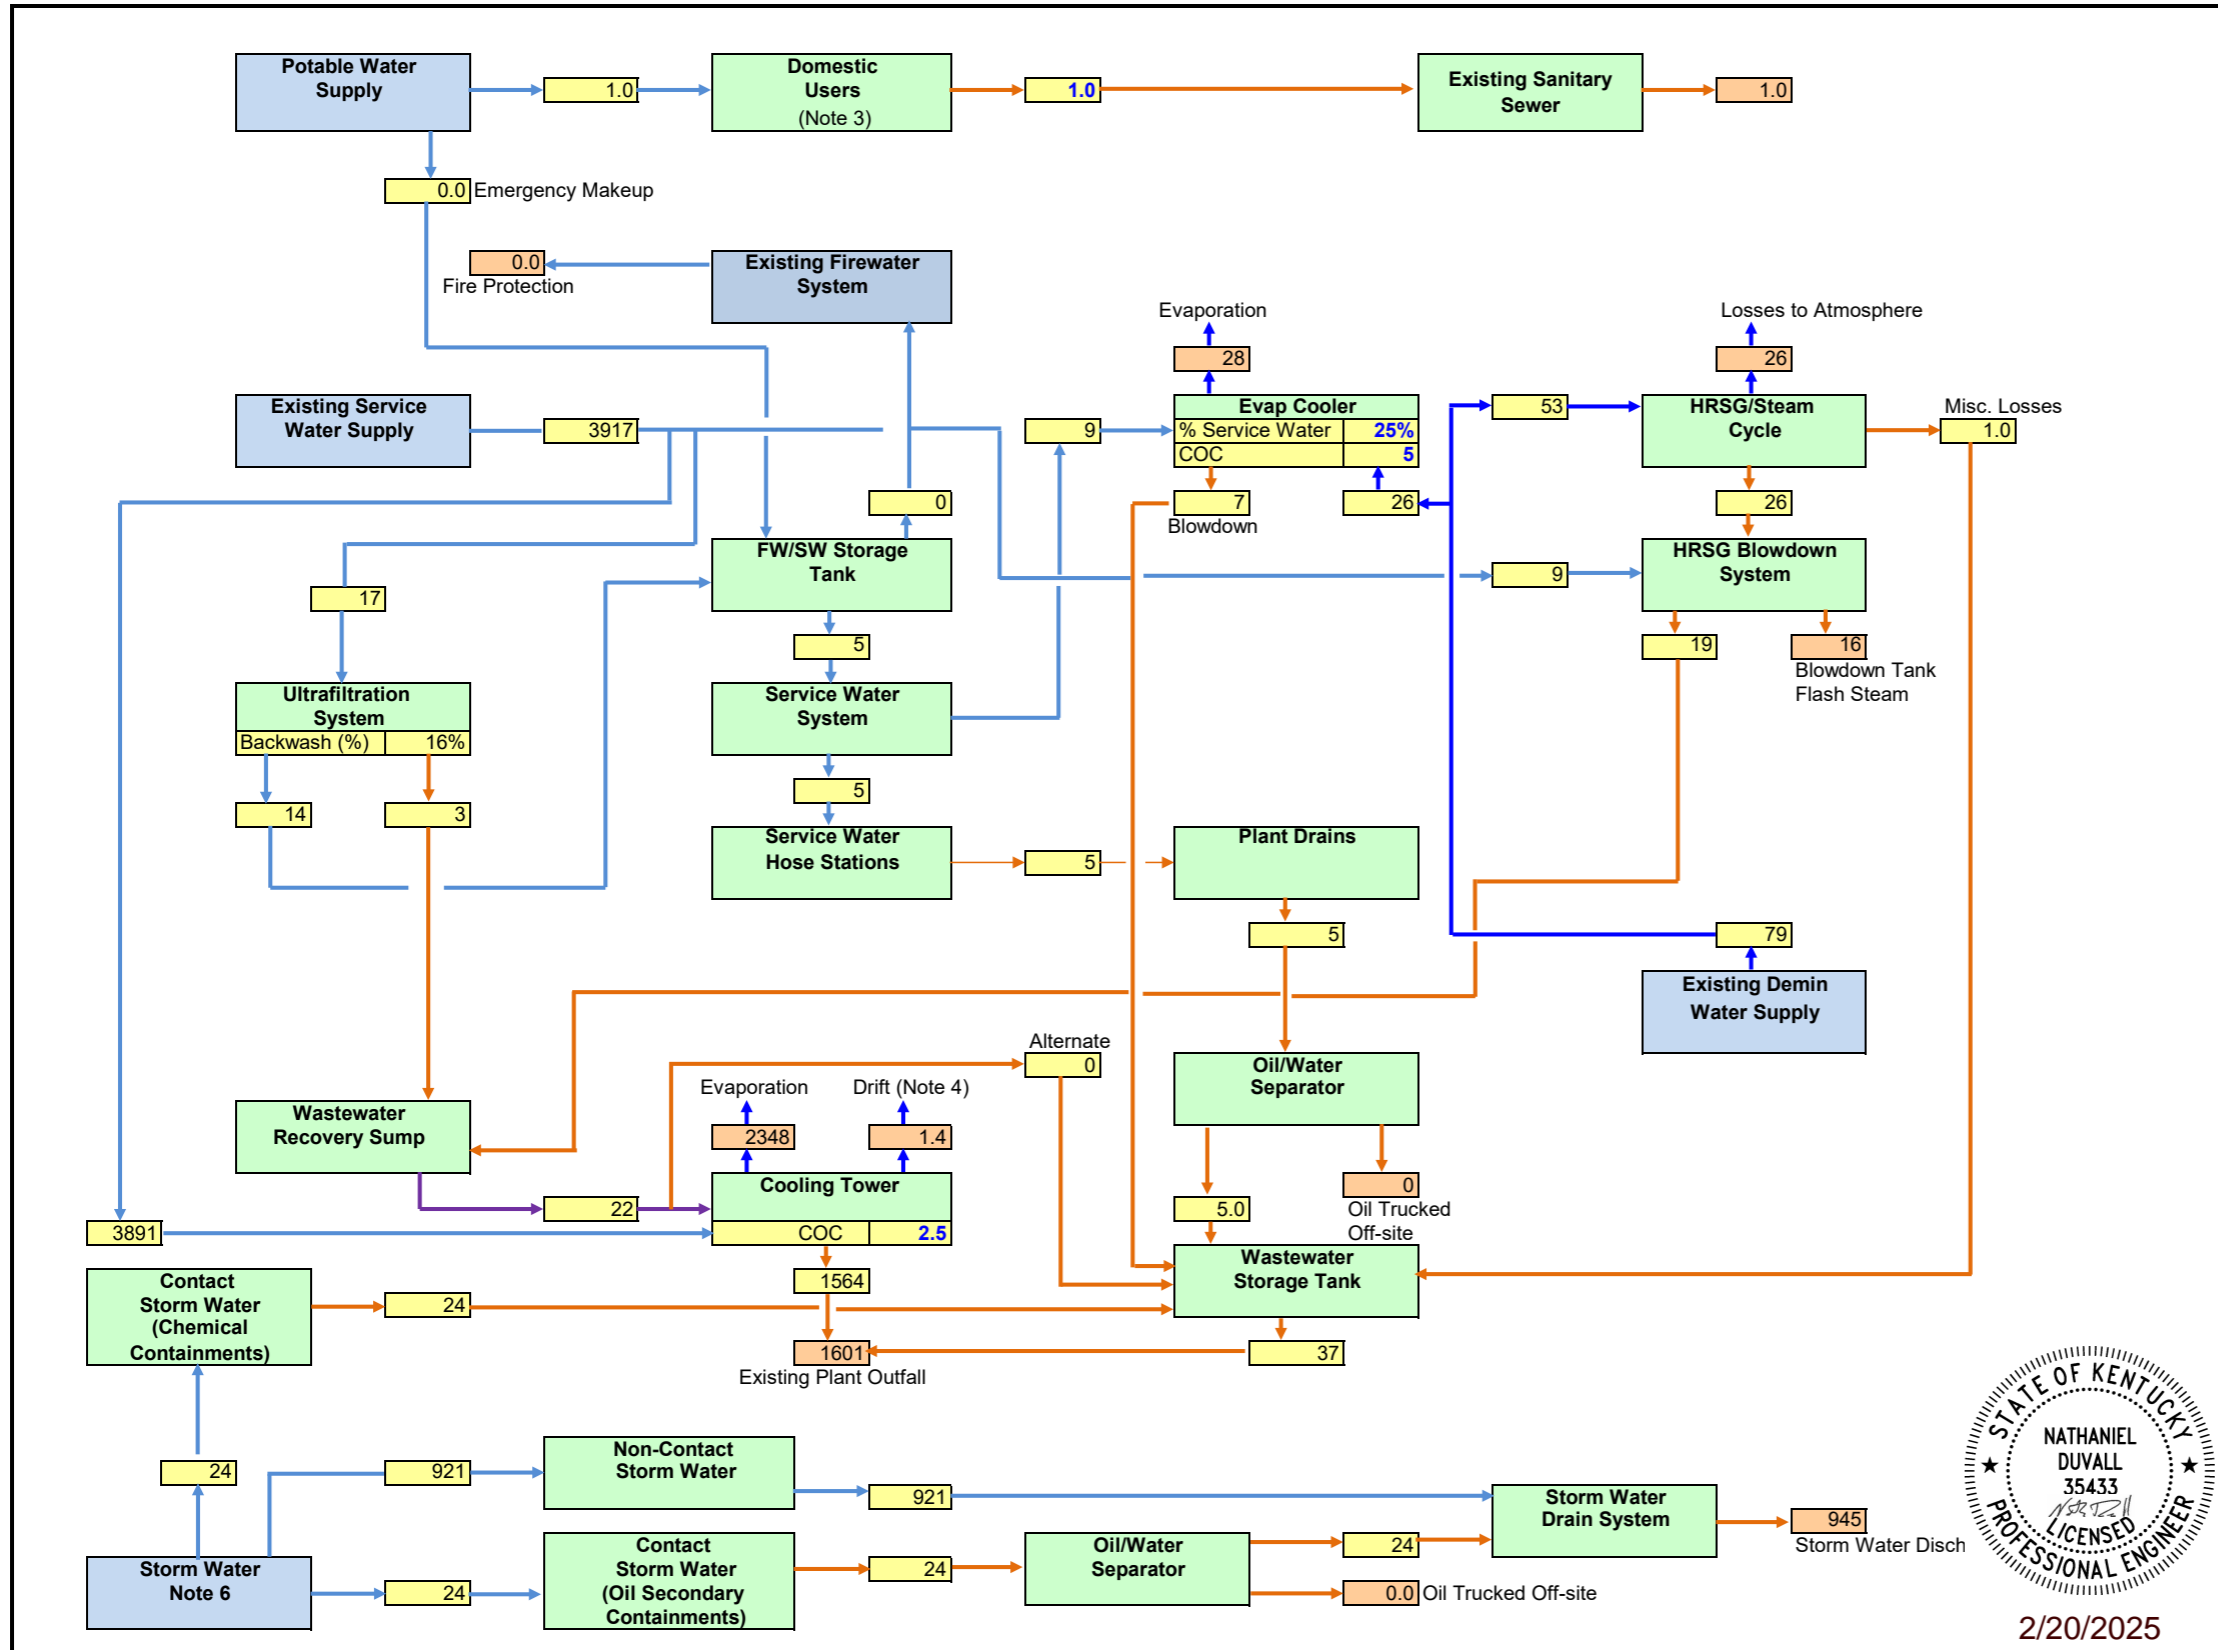 Potable Water
Supply
1.0
Domestic
Users
(Note 3)
1.0
Existing Sanitary
Sewer
1.0
0.0 Emergency Makeup
0.0
Fire Protection
Existing Firewater
System
Evaporation
28
Losses to Atmosphere
26
Existing Service
Water Supply
3917
9
Evap Cooler
% Service Water 25%
COC 5
53
HRSG/Steam
Cycle
Misc. Losses
1.0
0
7
Blowdown
26
26
FW/SW Storage
Tank
9
HRSG Blowdown
System
17
5
19
16
Blowdown Tank
Flash Steam
Ultrafiltration
System
Backwash (%) 16%
Service Water
System
14
3
5
Service Water
Hose Stations
5
Plant Drains
5
79
Existing Demin
Water Supply
Alternate
0
Oil/Water
Separator
Evaporation
2348
Drift (Note 4)
1.4
Wastewater
Recovery Sump
22
Cooling Tower
COC 2.5
3891
5.0
0
Oil Trucked
Off-site
Wastewater
Storage Tank
Contact
Storm Water
(Chemical
Containments)
24
1564
1601
Existing Plant Outfall
37
24
921
Non-Contact
Storm Water
921
Storm Water
Drain System
945
Storm Water Disch
Storm Water
Note 6
24
Contact
Storm Water
(Oil Secondary
Containments)
24
Oil/Water
Separator
24
0.0 Oil Trucked Off-site
STATE OF KENTUCKY
NATHANIEL
DUVALL
35433
LICENSED
PROFESSIONAL ENGINEER
2/20/2025